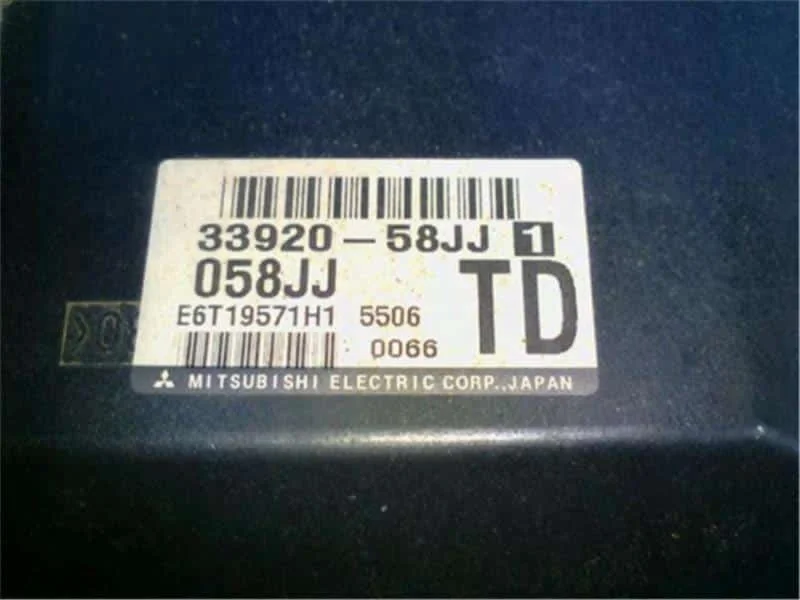 33920-58JJ 1
058JJ TD
E6T19571H1 5506
0066
MITSUBISHI ELECTRIC CORP., JAPAN